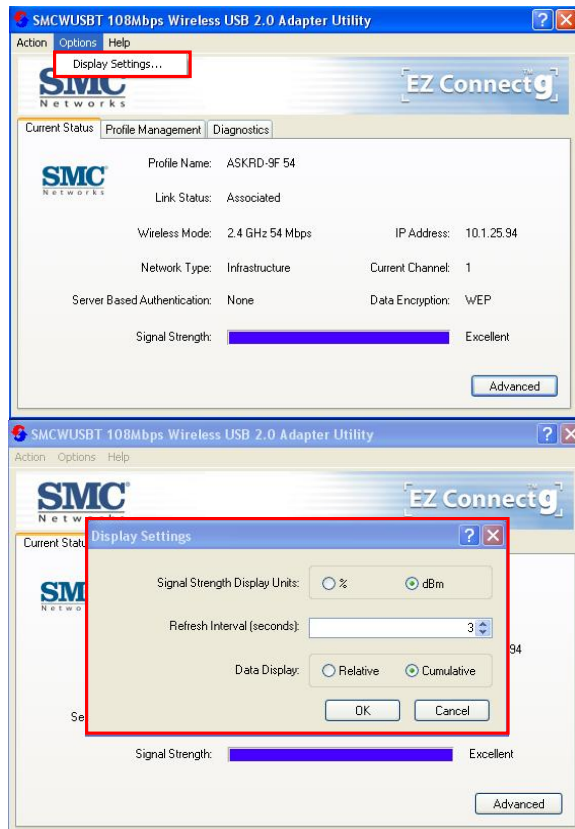 SMCWUSBT 108Mbps Wireless USB 2.0 Adapter Utility
Action Options Help
Display Settings...
SMC
Networks
EZ Connect g
Current Status Profile Management Diagnostics
SMC
Networks
Profile Name: ASKRD-9F 54
Link Status: Associated
Wireless Mode: 2.4 GHz 54 Mbps IP Address: 10.1.25.94
Network Type: Infrastructure Current Channel: 1
Server Based Authentication: None Data Encryption: WEP
Signal Strength: Excellent
Advanced
SMCWUSBT 108Mbps Wireless USB 2.0 Adapter Utility
Action Options Help
SMC
EZ Connect g
Display Settings
Signal Strength Display Units: % dBm
Refresh Interval (seconds): 3
94
Data Display: Relative Cumulative
OK Cancel
Signal Strength: Excellent
Advanced